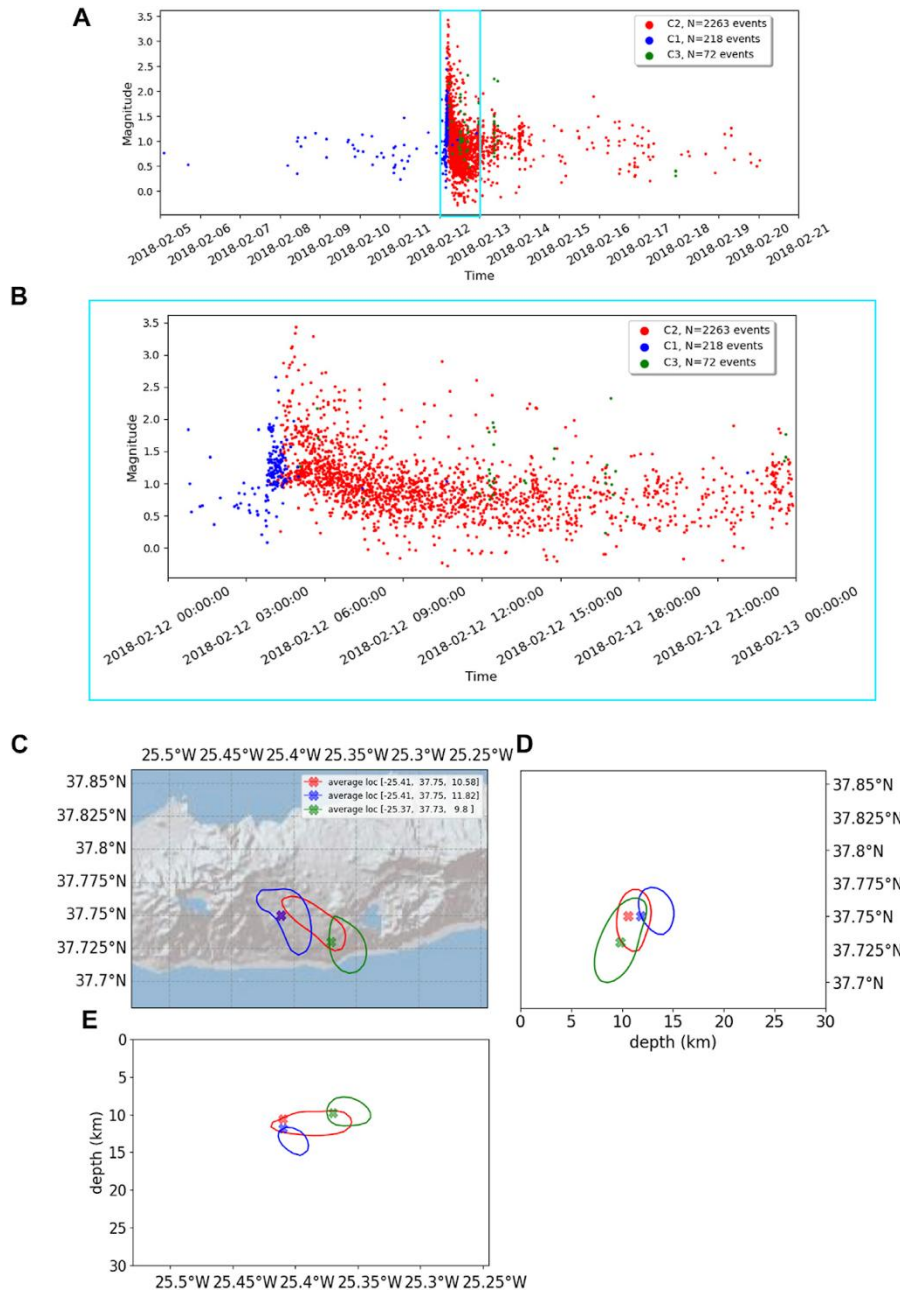 A
3.5
3.0
2.5
2.0
1.5
1.0
0.5
0.0
Magnitude
C2, N=2263 events
C1, N=218 events
C3, N=72 events
2018-02-05
2018-02-06
2018-02-07
2018-02-08
2018-02-09
2018-02-10
2018-02-11
2018-02-12
2018-02-13
2018-02-14
2018-02-15
2018-02-16
2018-02-17
2018-02-18
2018-02-19
2018-02-20
2018-02-21
Time
B
3.5
3.0
2.5
2.0
1.5
1.0
0.5
0.0
Magnitude
C2, N=2263 events
C1, N=218 events
C3, N=72 events
2018-02-12 00:00:00
2018-02-12 03:00:00
2018-02-12 06:00:00
2018-02-12 09:00:00
2018-02-12 12:00:00
2018-02-12 15:00:00
2018-02-12 18:00:00
2018-02-12 21:00:00
2018-02-13 00:00:00
Time
C
25.5°W 25.45°W 25.4°W 25.35°W 25.3°W 25.25°W
37.85°N
37.825°N
37.8°N
37.775°N
37.75°N
37.725°N
37.7°N
average loc [-25.41, 37.75, 10.58]
average loc [-25.41, 37.75, 11.82]
average loc [-25.37, 37.73, 9.8 ]
D
37.85°N
37.825°N
37.8°N
37.775°N
37.75°N
37.725°N
37.7°N
0 5 10 15 20 25 30
depth (km)
E
0
5
10
15
20
25
30
depth (km)
25.5°W 25.45°W 25.4°W 25.35°W 25.3°W 25.25°W